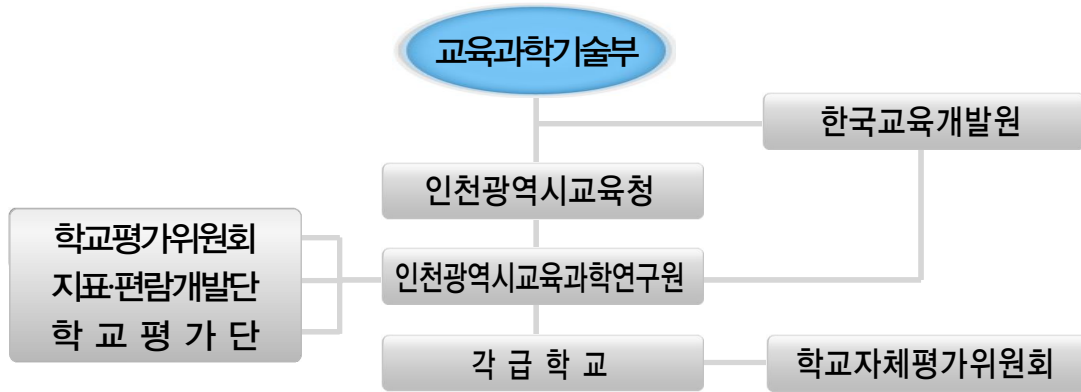 교육과학기술부
한국교육개발원
인천광역시교육청
학교평가위원회
지표·편람개발단
학 교 평 가 단
인천광역시교육과학연구원
각 급 학 교
학교자체평가위원회